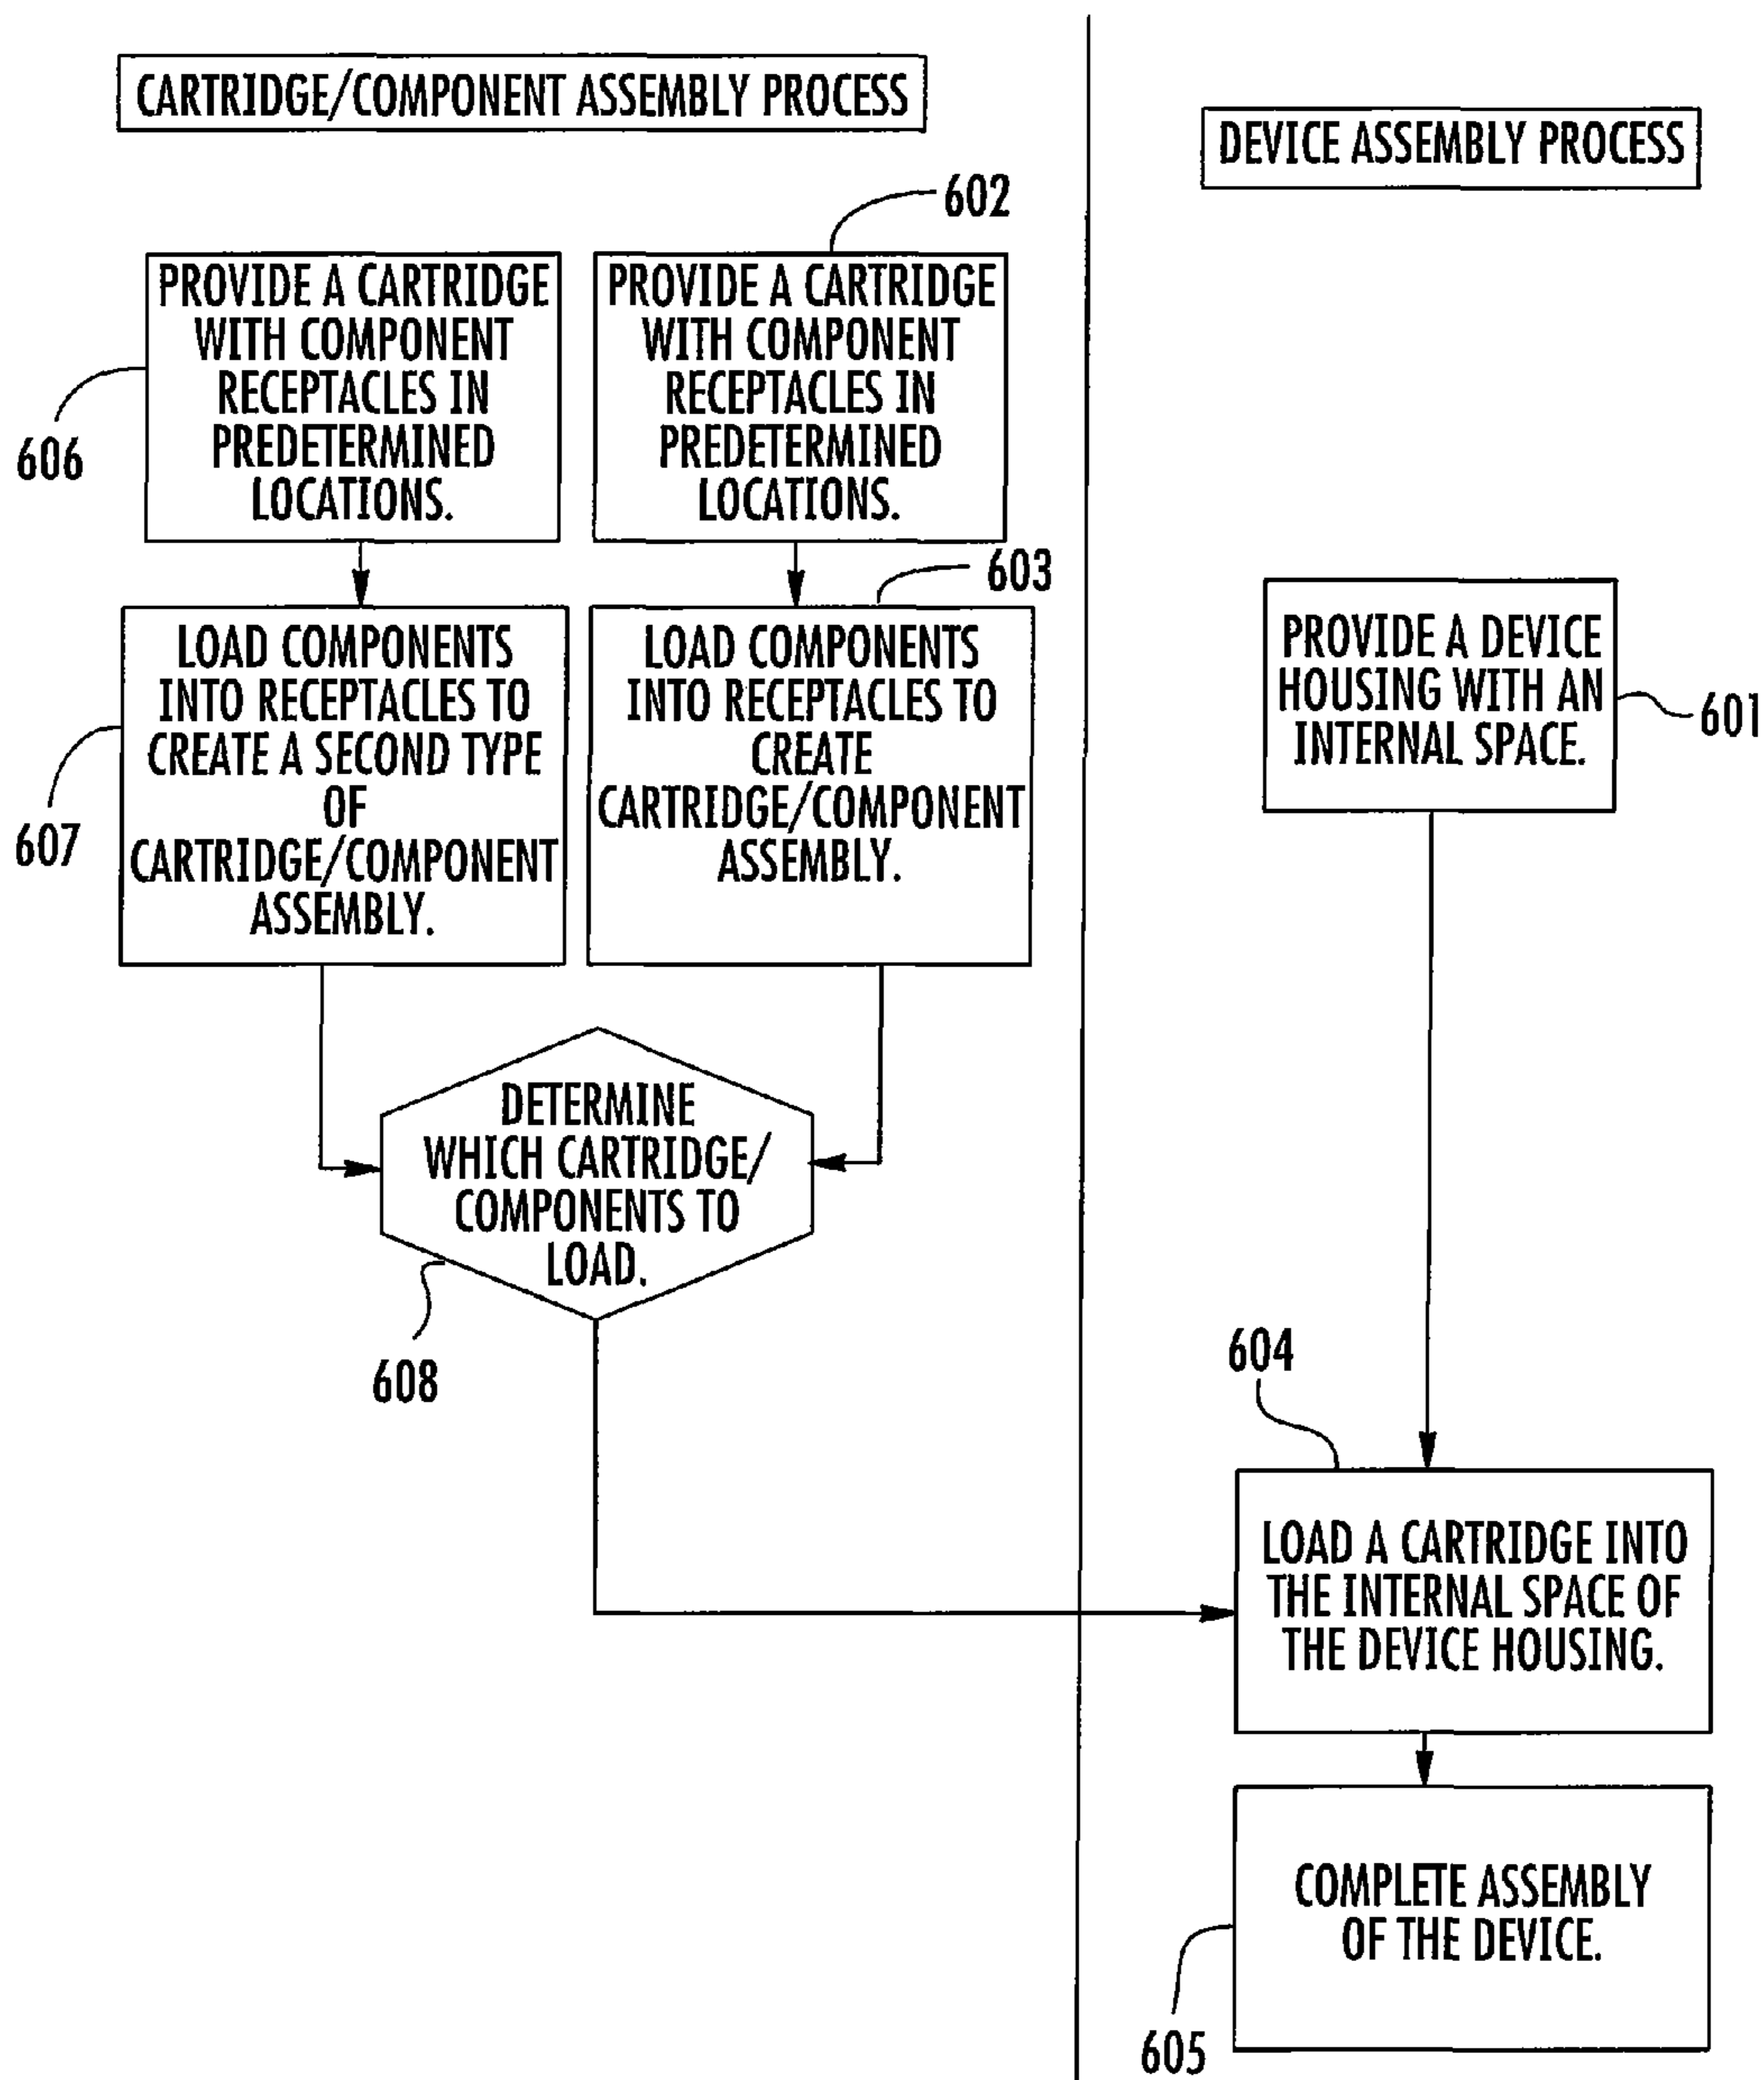 CARTRIDGE/COMPONENT ASSEMBLY PROCESS
DEVICE ASSEMBLY PROCESS
606
PROVIDE A CARTRIDGE
WITH COMPONENT
RECEPTACLES IN
PREDETERMINED
LOCATIONS.
602
PROVIDE A CARTRIDGE
WITH COMPONENT
RECEPTACLES IN
PREDETERMINED
LOCATIONS.
607
LOAD COMPONENTS
INTO RECEPTACLES TO
CREATE A SECOND TYPE
OF
CARTRIDGE/COMPONENT
ASSEMBLY.
603
LOAD COMPONENTS
INTO RECEPTACLES TO
CREATE
CARTRIDGE/COMPONENT
ASSEMBLY.
DETERMINE
WHICH CARTRIDGE/
COMPONENTS TO
LOAD.
608
PROVIDE A DEVICE
HOUSING WITH AN
INTERNAL SPACE.
601
604
LOAD A CARTRIDGE INTO
THE INTERNAL SPACE OF
THE DEVICE HOUSING.
COMPLETE ASSEMBLY
OF THE DEVICE.
605